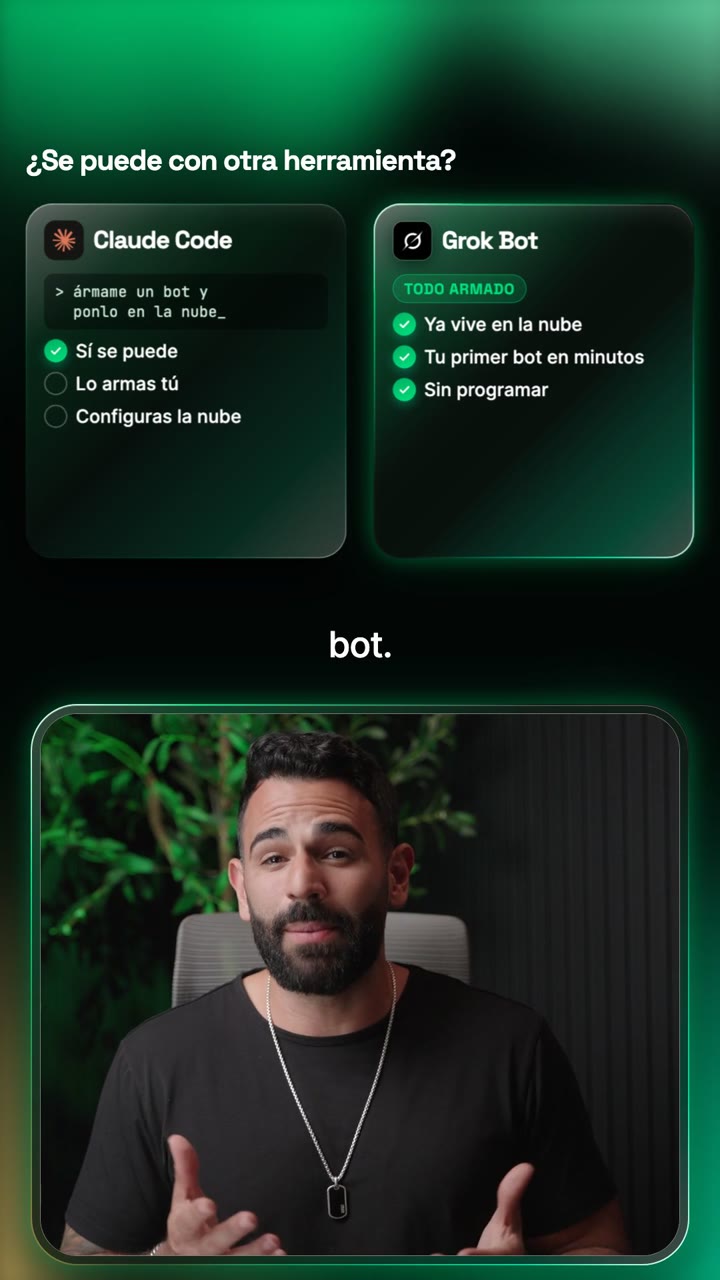 ¿Se puede con otra herramienta?
Claude Code
> ármame un bot y
ponlo en la nube_
Sí se puede
Lo armas tú
Configuras la nube
Grok Bot
TODO ARMADO
Ya vive en la nube
Tu primer bot en minutos
Sin programar
bot.